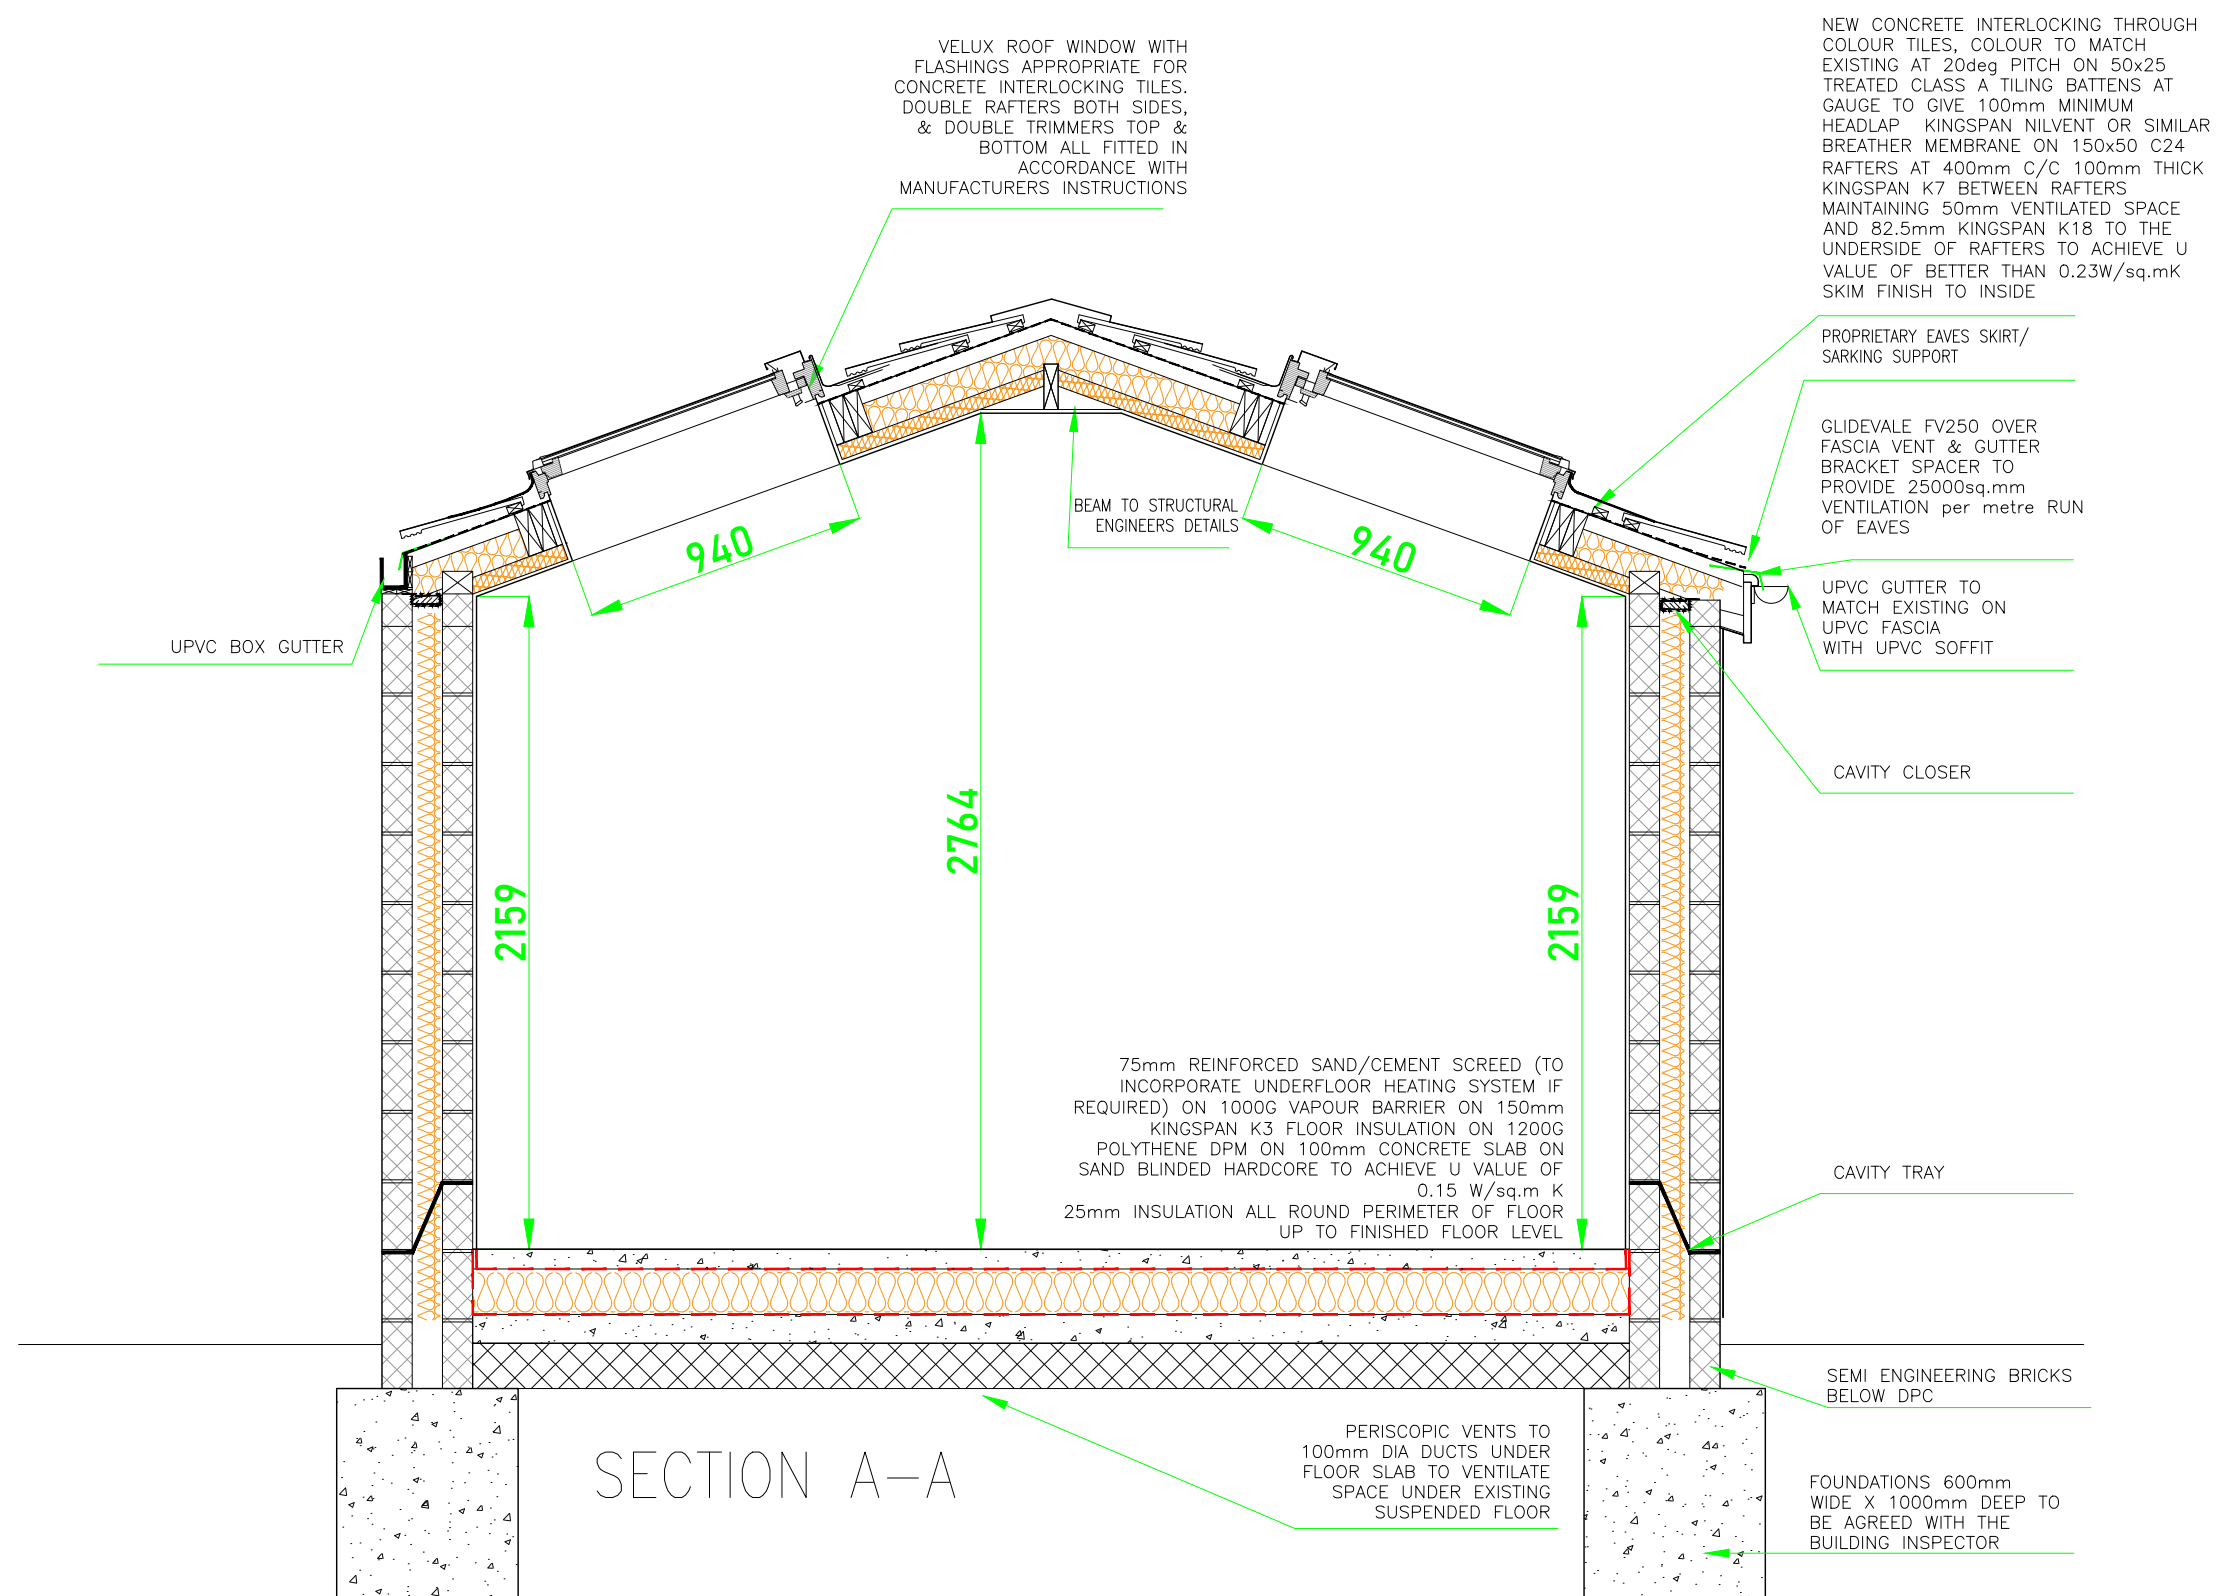 VELUX ROOF WINDOW WITH
FLASHINGS APPROPRIATE FOR
CONCRETE INTERLOCKING TILES.
DOUBLE RAFTERS BOTH SIDES,
& DOUBLE TRIMMERS TOP &
BOTTOM ALL FITTED IN
ACCORDANCE WITH
MANUFACTURERS INSTRUCTIONS
NEW CONCRETE INTERLOCKING THROUGH
COLOUR TILES, COLOUR TO MATCH
EXISTING AT 20deg PITCH ON 50x25
TREATED CLASS A TILING BATTENS AT
GAUGE TO GIVE 100mm MINIMUM
HEADLAP KINGSPAN NILVENT OR SIMILAR
BREATHER MEMBRANE ON 150x50 C24
RAFTERS AT 400mm C/C 100mm THICK
KINGSPAN K7 BETWEEN RAFTERS
MAINTAINING 50mm VENTILATED SPACE
AND 82.5mm KINGSPAN K18 TO THE
UNDERSIDE OF RAFTERS TO ACHIEVE U
VALUE OF BETTER THAN 0.23W/sq.mK
SKIM FINISH TO INSIDE
PROPRIETARY EAVES SKIRT/
SARKING SUPPORT
GLIDEVALE FV250 OVER
FASCIA VENT & GUTTER
BRACKET SPACER TO
PROVIDE 25000sq.mm
VENTILATION per metre RUN
OF EAVES
BEAM TO STRUCTURAL
ENGINEERS DETAILS
940
940
UPVC BOX GUTTER
UPVC GUTTER TO
MATCH EXISTING ON
UPVC FASCIA
WITH UPVC SOFFIT
CAVITY CLOSER
2159
2764
2159
75mm REINFORCED SAND/CEMENT SCREED (TO
INCORPORATE UNDERFLOOR HEATING SYSTEM IF
REQUIRED) ON 1000G VAPOUR BARRIER ON 150mm
KINGSPAN K3 FLOOR INSULATION ON 1200G
POLYTHENE DPM ON 100mm CONCRETE SLAB ON
SAND BLINDED HARDCORE TO ACHIEVE U VALUE OF
0.15 W/sq.m K
25mm INSULATION ALL ROUND PERIMETER OF FLOOR
UP TO FINISHED FLOOR LEVEL
CAVITY TRAY
SEMI ENGINEERING BRICKS
BELOW DPC
SECTION A-A
PERISCOPIC VENTS TO
100mm DIA DUCTS UNDER
FLOOR SLAB TO VENTILATE
SPACE UNDER EXISTING
SUSPENDED FLOOR
FOUNDATIONS 600mm
WIDE X 1000mm DEEP TO
BE AGREED WITH THE
BUILDING INSPECTOR